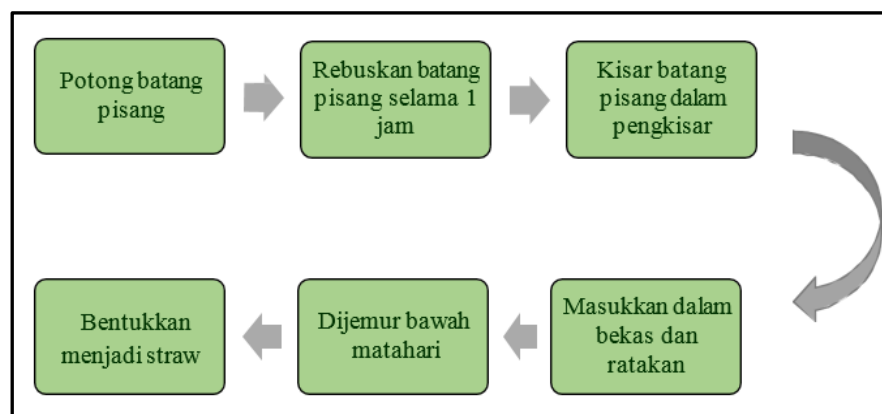 Potong batang
pisang
Rebuskan batang
pisang selama 1
jam
Kisar batang
pisang dalam
pengkisar
Masukkan dalam
bekas dan
ratakan
Dijemur bawah
matahari
Bentukkan
menjadi straw